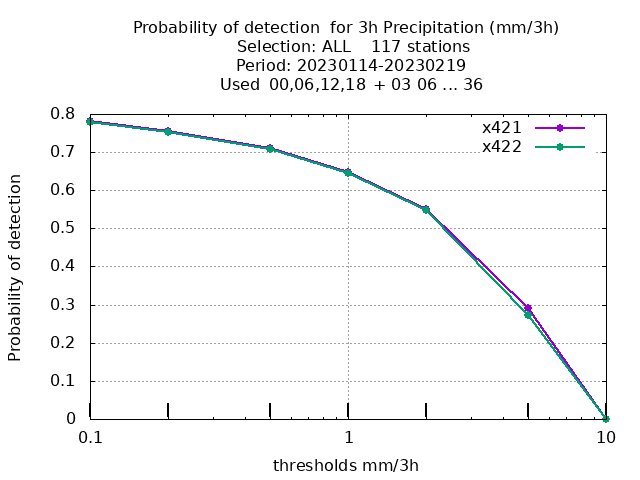 Probability of detection  for 3h Precipitation (mm/3h)
Selection: ALL    117 stations
Period: 20230114-20230219
Used  00,06,12,18  + 03 06 ... 36
x421
x422
0.8
0.7
0.6
0.5
0.4
0.3
0.2
0.1
0
Probability of detection
0.1
1
10
thresholds mm/3h